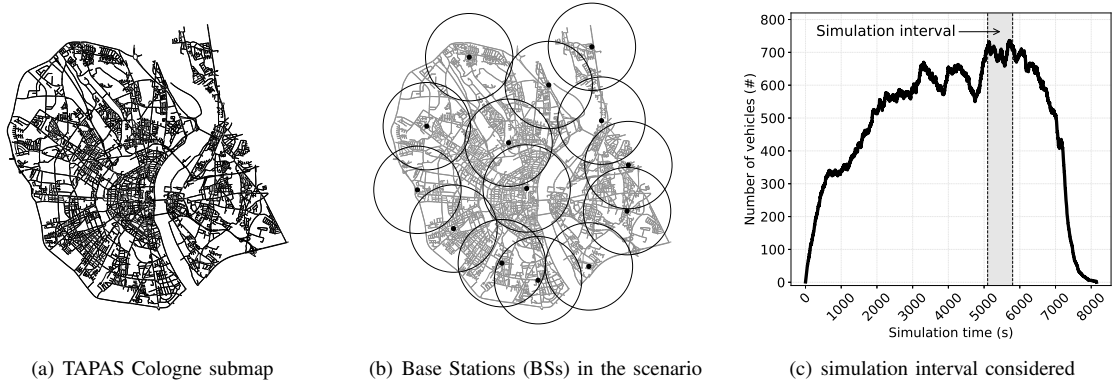 800
700
600
500
400
300
200
100
0
Number of vehicles (#)
Simulation interval
0 1000 2000 3000 4000 5000 6000 7000 8000
Simulation time (s)
(a) TAPAS Cologne submap
(b) Base Stations (BSs) in the scenario
(c) simulation interval considered